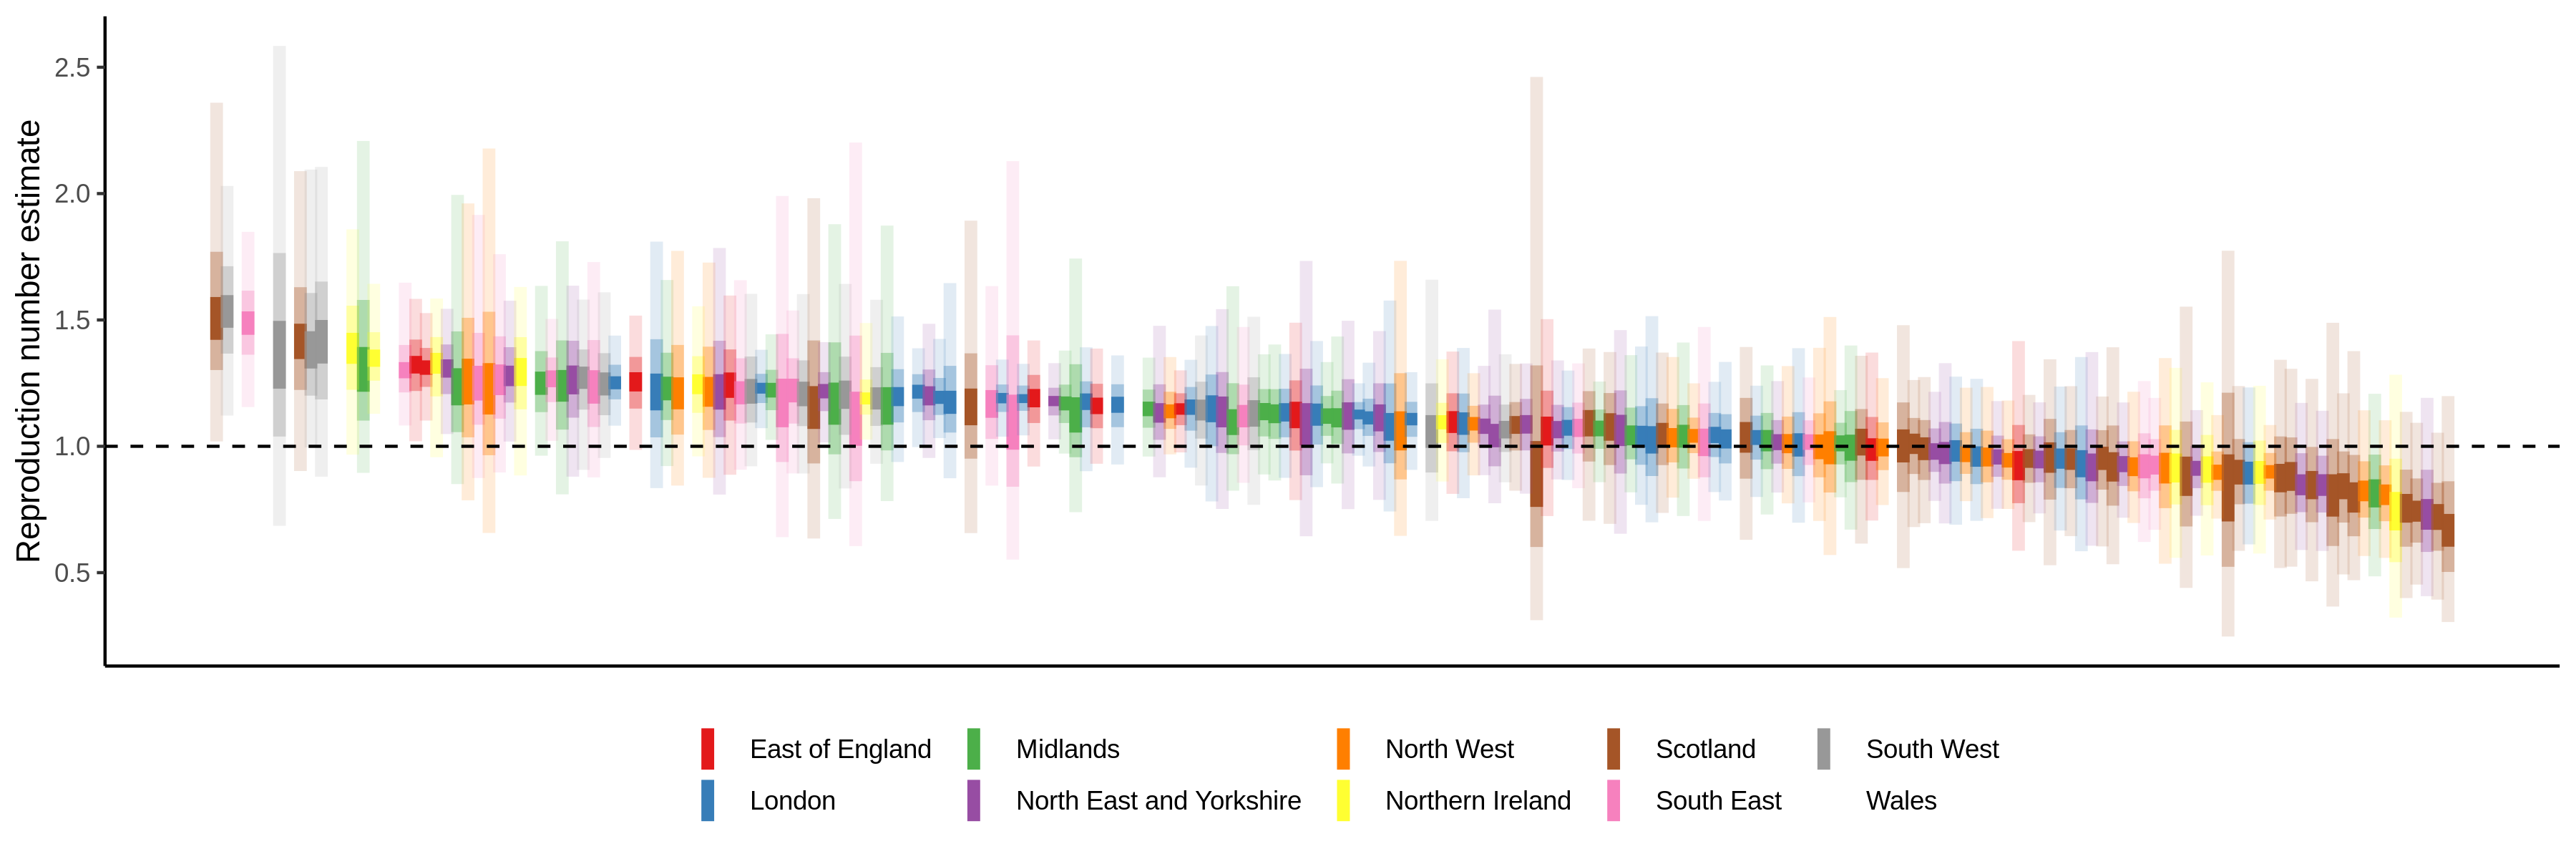 Reproduction number estimate
2.5
2.0
1.5
1.0
0.5
East of England
Midlands
North West
Scotland
South West
London
North East and Yorkshire
Northern Ireland
South East
Wales